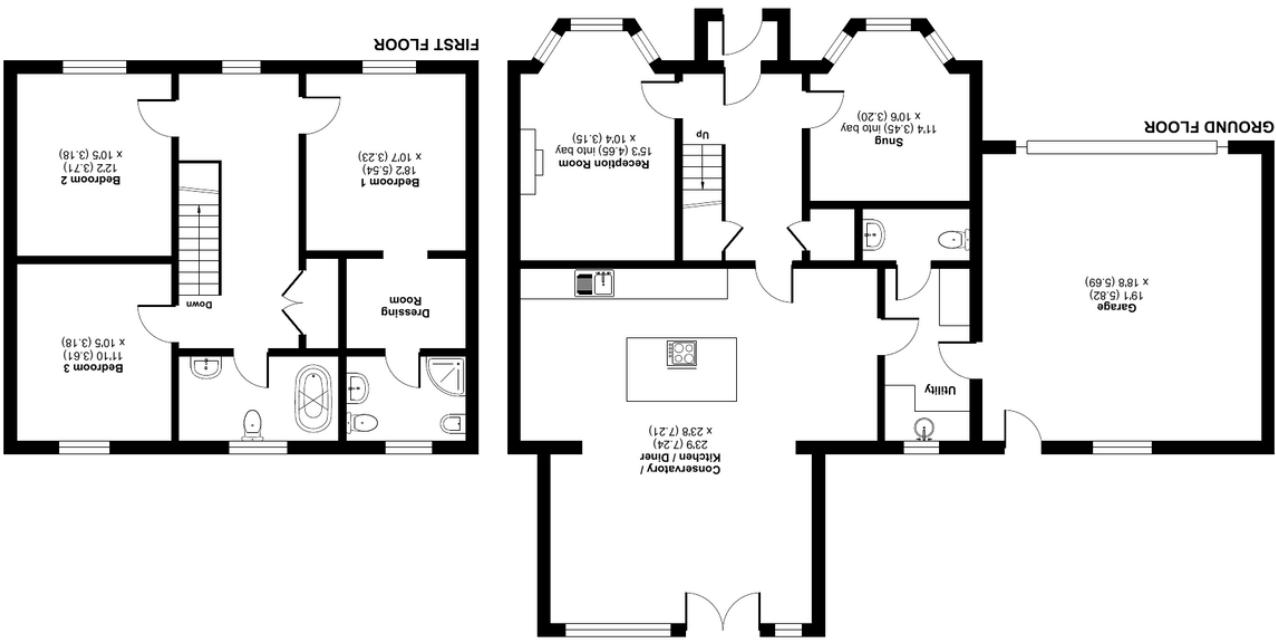 Conservatory /
Kitchen / Diner
23'9 (7.24)
x 23'8 (7.21)
Utility
Garage
19'1 (5.82)
x 18'8 (5.69)
Snug
11'4 (3.45) into bay
x 10'6 (3.20)
Up
Reception Room
15'3 (4.65) into bay
x 10'4 (3.15)
GROUND FLOOR
Bedroom 3
11'10 (3.61)
x 10'5 (3.18)
Dressing
Room
Down
Bedroom 1
18'2 (5.54)
x 10'7 (3.23)
Bedroom 2
12'2 (3.71)
x 10'5 (3.18)
FIRST FLOOR